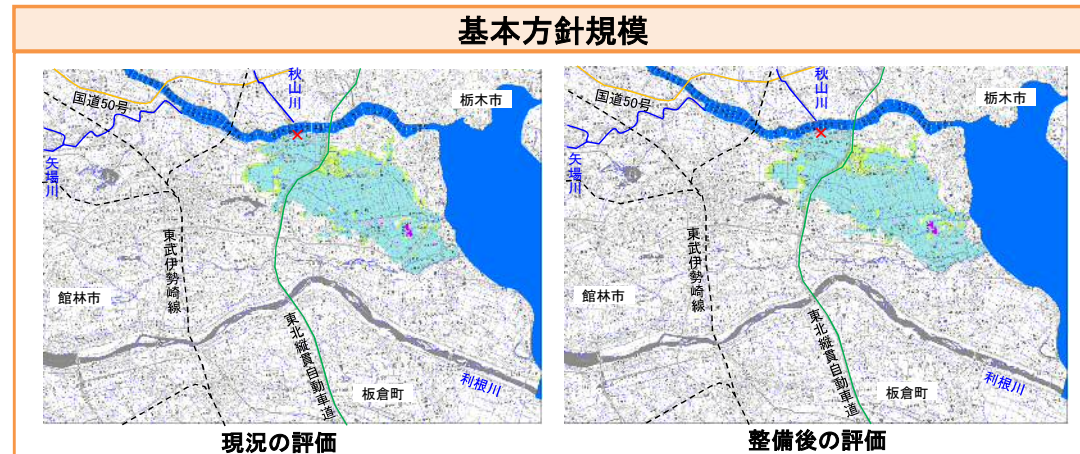 基本方針規模
秋山川
国道50号
栃木市
矢場川
東武伊勢崎線
館林市
東北縦貫自動車道
板倉町
利根川
現況の評価
秋山川
国道50号
栃木市
矢場川
東武伊勢崎線
館林市
東北縦貫自動車道
板倉町
利根川
整備後の評価